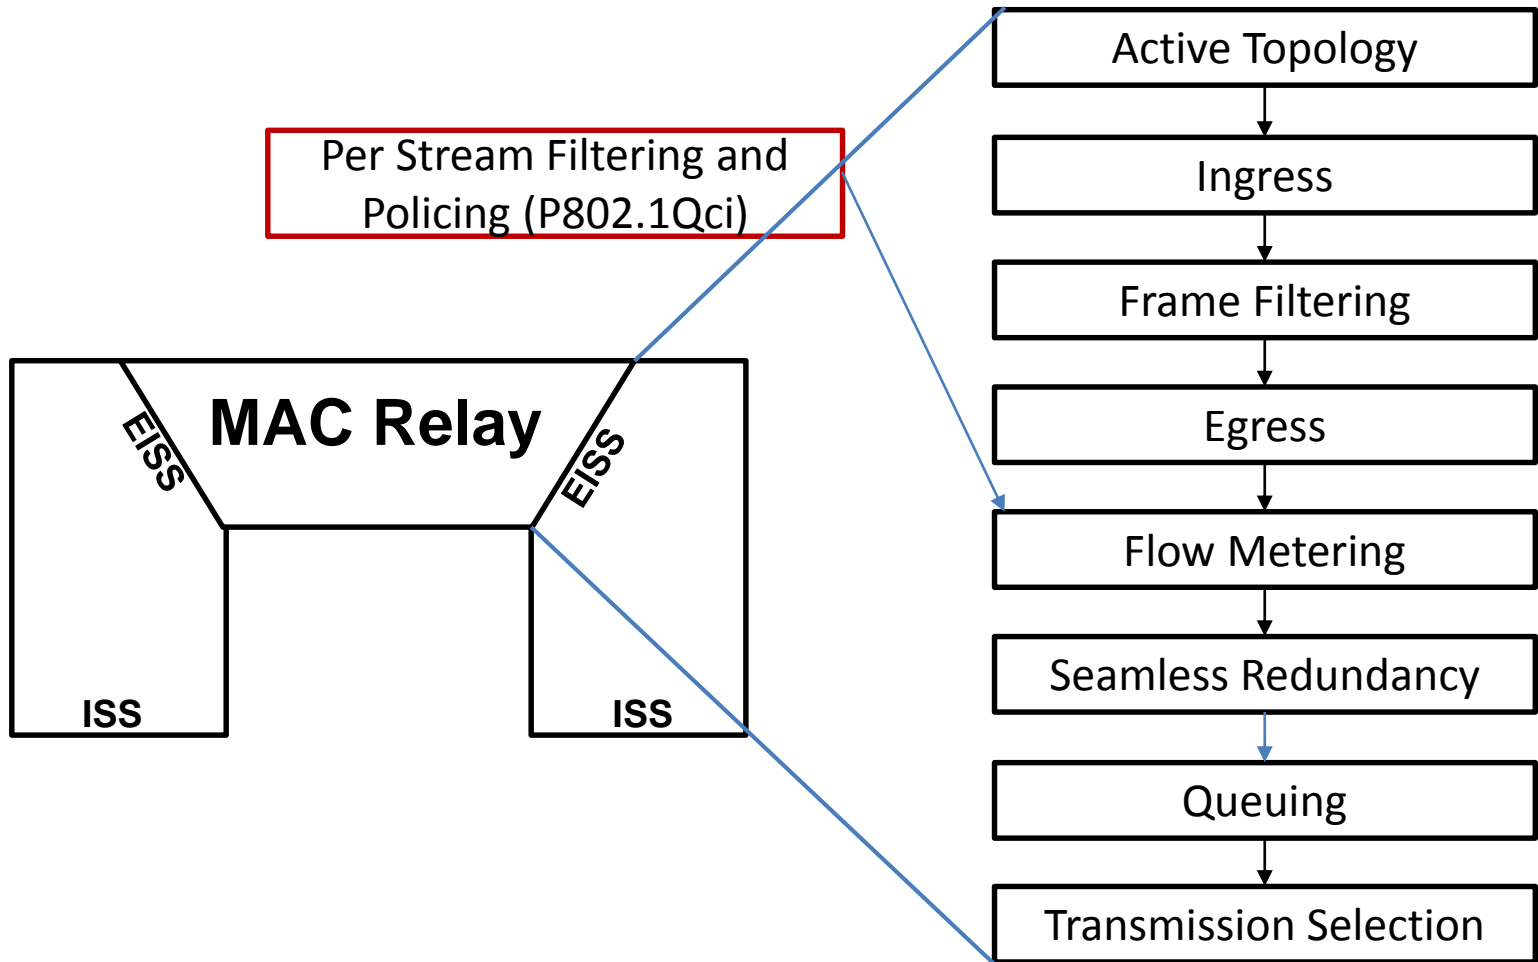 Active Topology
Per Stream Filtering and
Policing (P802.1Qci)
Ingress
Frame Filtering
MAC Relay
EISS
EISS
Egress
Flow Metering
Seamless Redundancy
ISS
ISS
Queuing
Transmission Selection